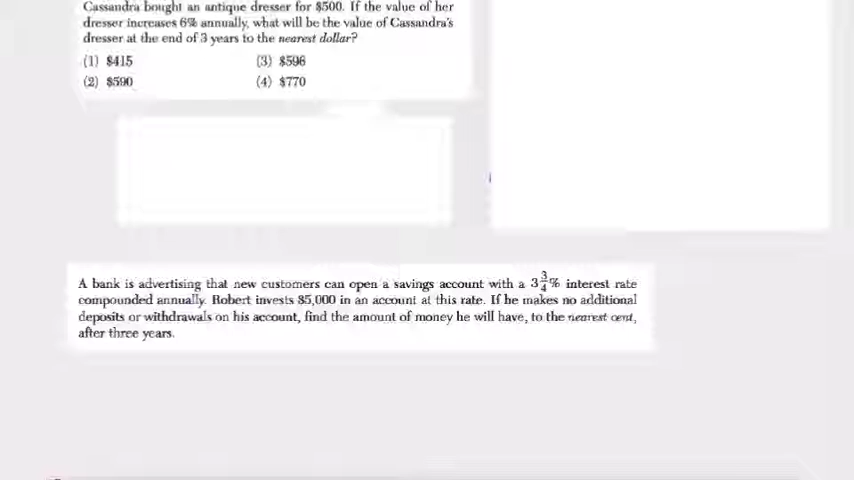 Cassandra bought an antique dresser for $500. If the value of her
dresser increases 6% annually, what will be the value of Cassandra's
dresser at the end of 3 years to the nearest dollar?
(1) $415 (3) $596
(2) $590 (4) $770
A bank is advertising that new customers can open a savings account with a 3 3/4% interest rate
compounded annually. Robert invests $5,000 in an account at this rate. If he makes no additional
deposits or withdrawals on his account, find the amount of money he will have, to the nearest cent,
after three years.